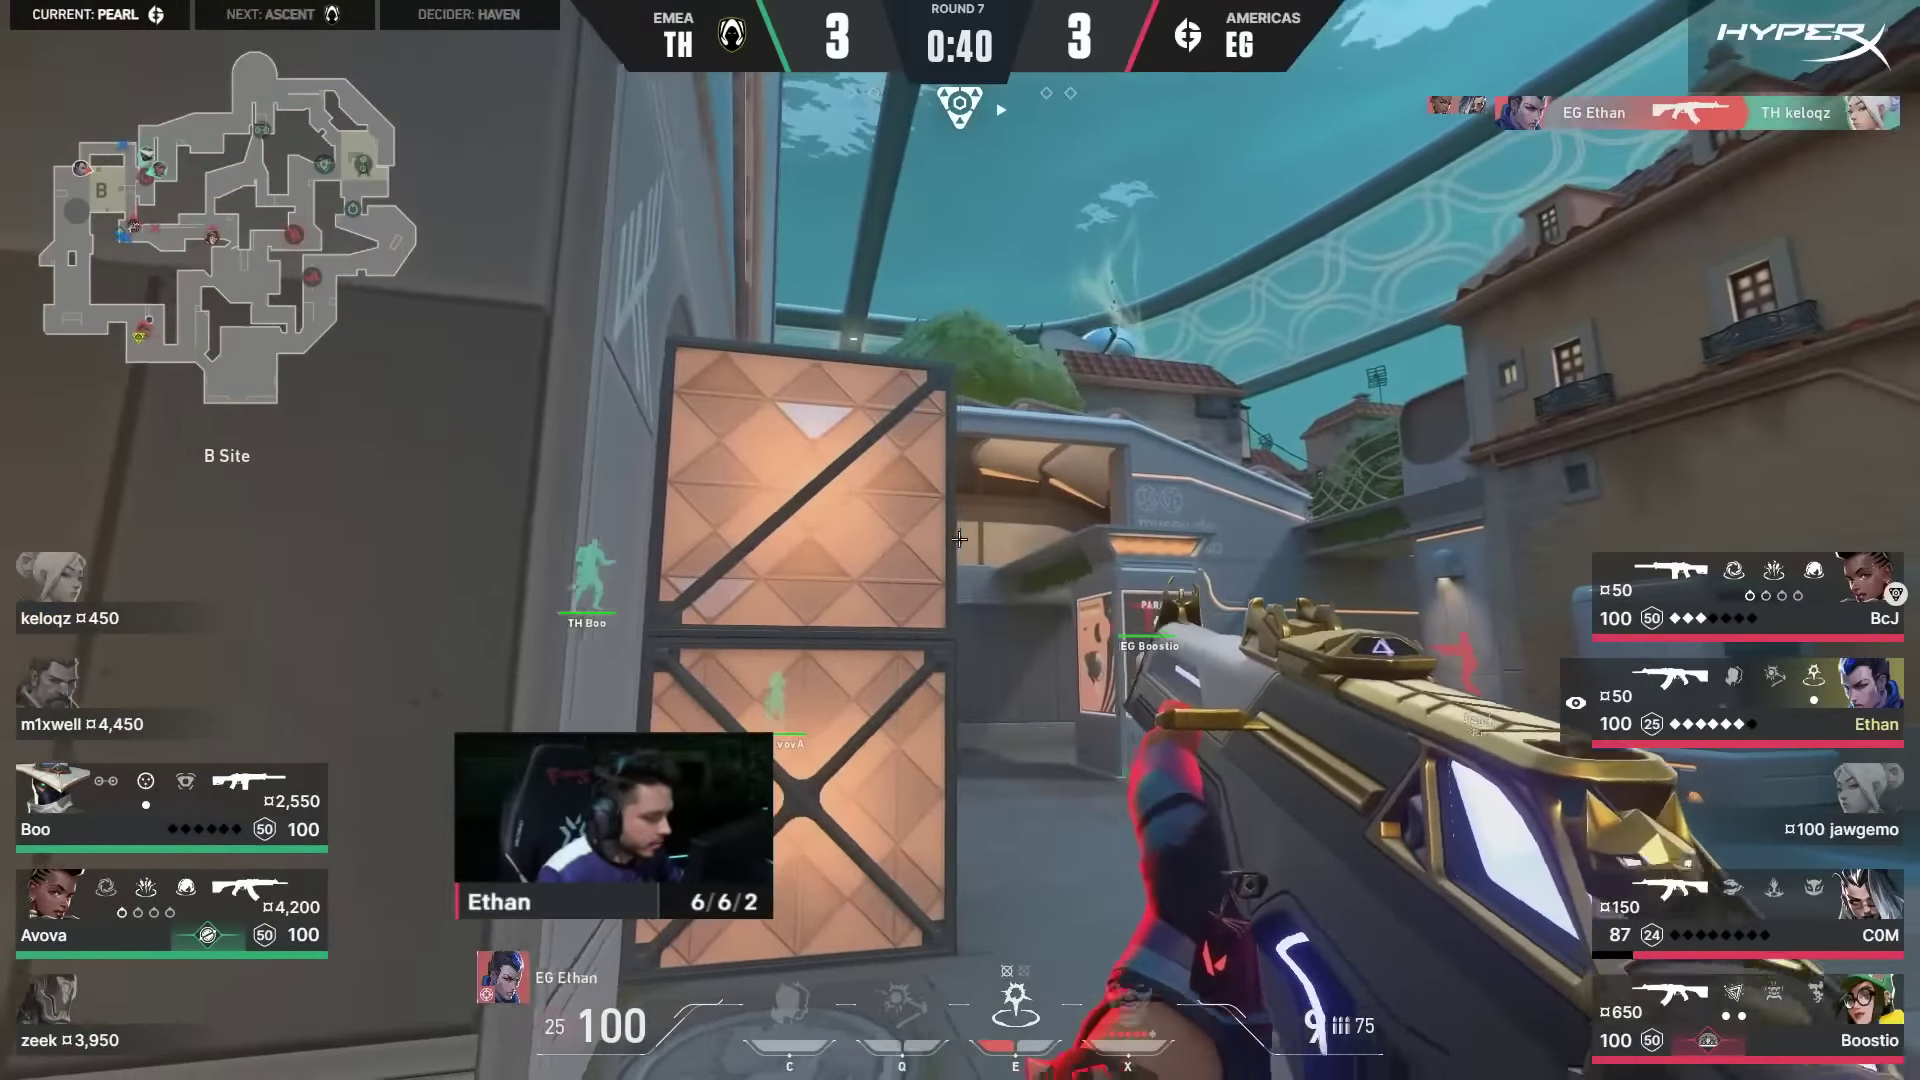 CURRENT: PEARL
NEXT: ASCENT
DECIDER: HAVEN
EMEA
TH
3
ROUND 7
0:40
3
AMERICAS
EG
HYPERX
EG Ethan
TH keloqz
B
B Site
TH Boo
EG Boostio
vovA
keloqz ¤450
m1xwell ¤4,450
¤2,550
Boo
50
100
¤4,200
Avova
50
100
zeek ¤3,950
¤50
100
50
BcJ
¤50
100
25
Ethan
¤100 jawgemo
¤150
87
24
C0M
¤650
100
50
Boostio
Ethan
6/6/2
EG Ethan
25
100
C
Q
E
X
9
75